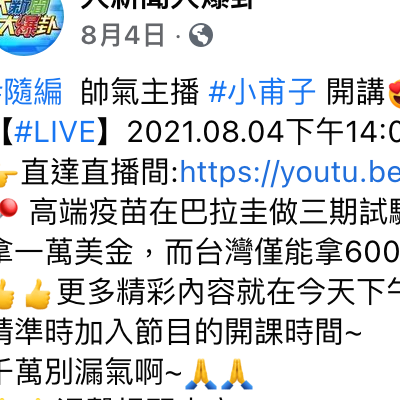 大新聞大爆卦
8月4日 ·
#隨編 帥氣主播 #小甫子 開講
【#LIVE】2021.08.04下午14:0
直達直播間:https://youtu.be
高端疫苗在巴拉圭做三期試驗
拿一萬美金，而台灣僅能拿600
更多精彩內容就在今天下午
請準時加入節目的開課時間~
千萬別漏氣啊~